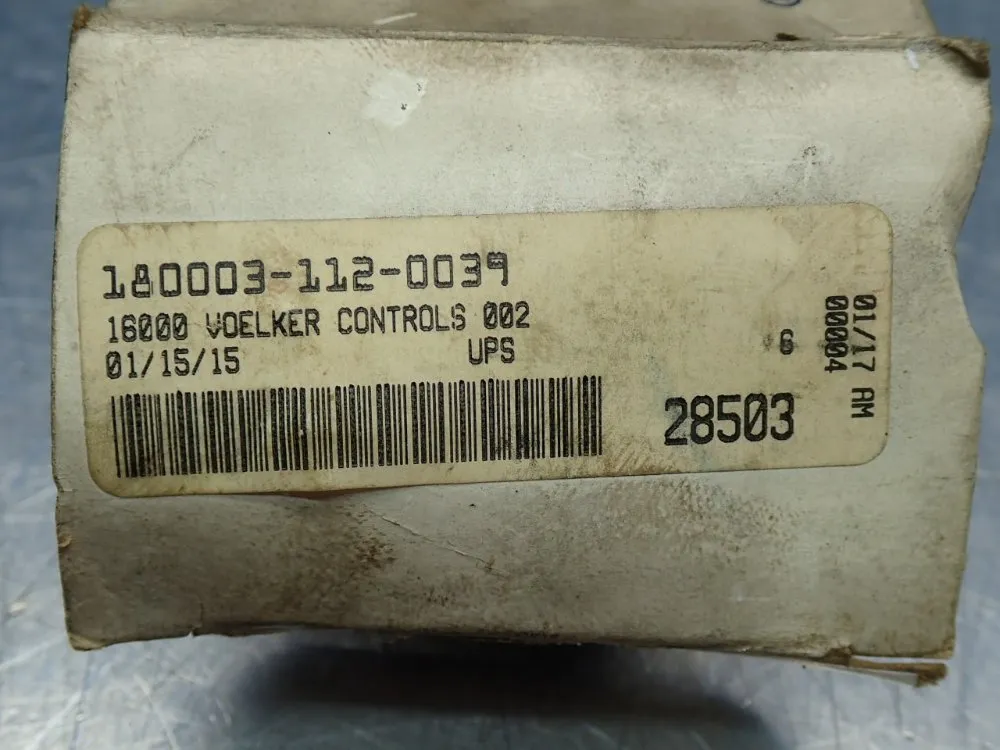 180003-112-0039
16000 VOELKER CONTROLS 002
01/15/15 UPS 6
28503
01/17 AM
00004